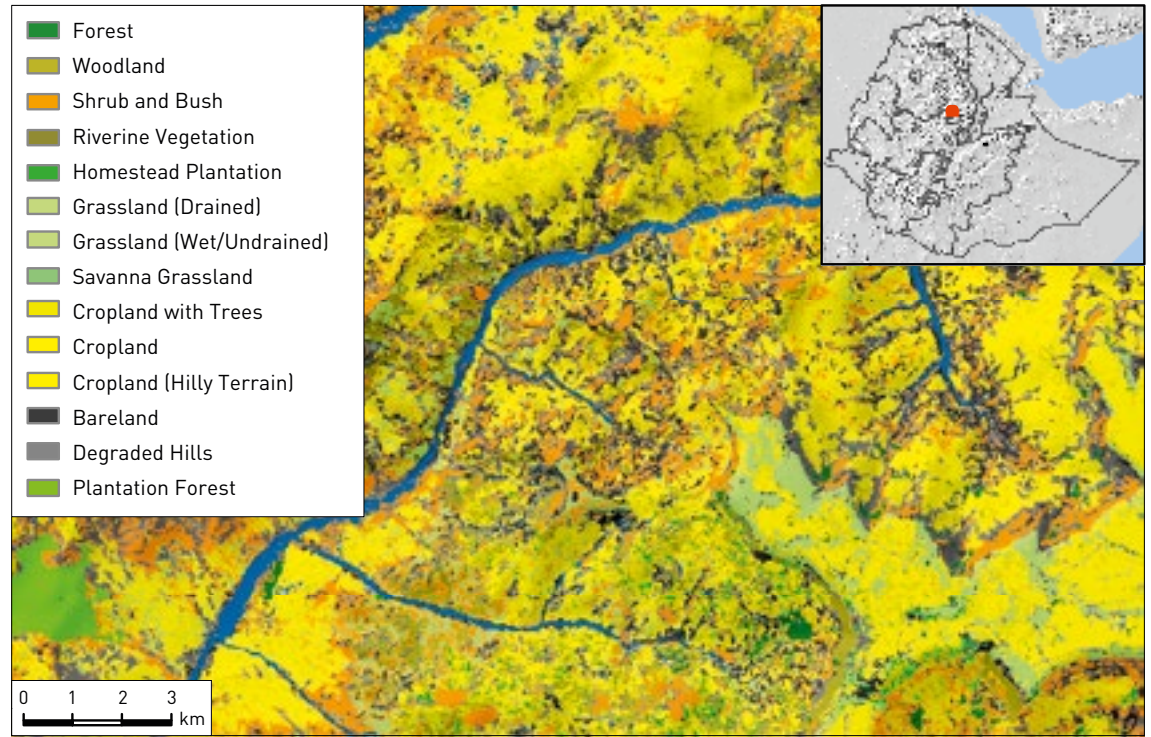 Forest
Woodland
Shrub and Bush
Riverine Vegetation
Homestead Plantation
Grassland (Drained)
Grassland (Wet/Undrained)
Savanna Grassland
Cropland with Trees
Cropland
Cropland (Hilly Terrain)
Bareland
Degraded Hills
Plantation Forest
0 1 2 3
km